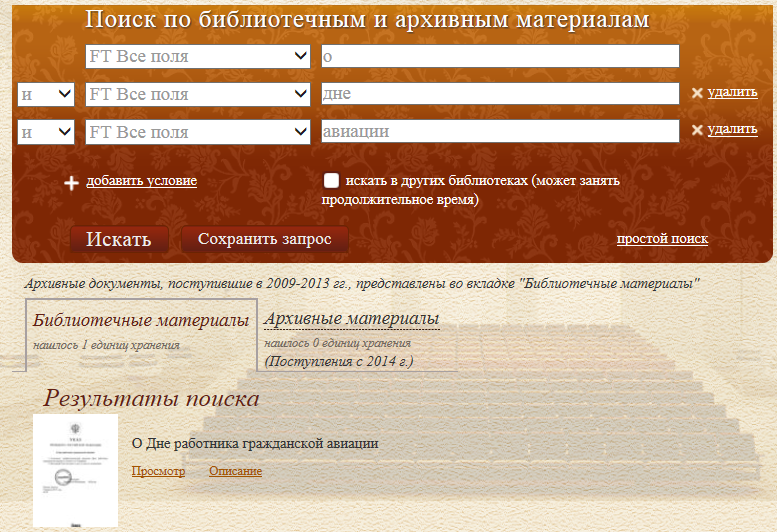 Поиск по библиотечным и архивным материалам
FT Все поля о
и FT Все поля дне удалить
и FT Все поля авиации удалить
добавить условие
искать в других библиотеках (может занять
продолжительное время)
Искать Сохранить запрос простой поиск
Архивные документы, поступившие в 2009-2013 гг., представлены во вкладке "Библиотечные материалы"
Библиотечные материалы
нашлось 1 единиц хранения
Архивные материалы
нашлось 0 единиц хранения
(Поступления с 2014 г.)
Результаты поиска
О Дне работника гражданской авиации
Просмотр Описание